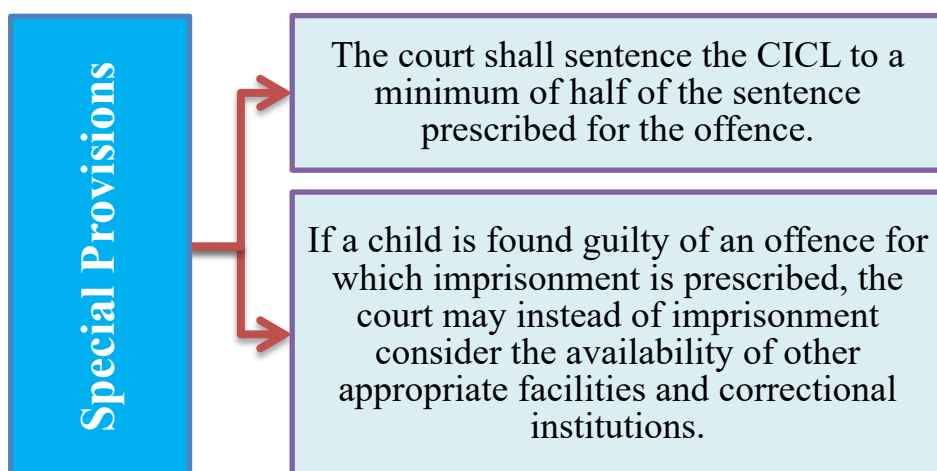 Special Provisions
The court shall sentence the CICL to a
minimum of half of the sentence
prescribed for the offence.
If a child is found guilty of an offence for
which imprisonment is prescribed, the
court may instead of imprisonment
consider the availability of other
appropriate facilities and correctional
institutions.